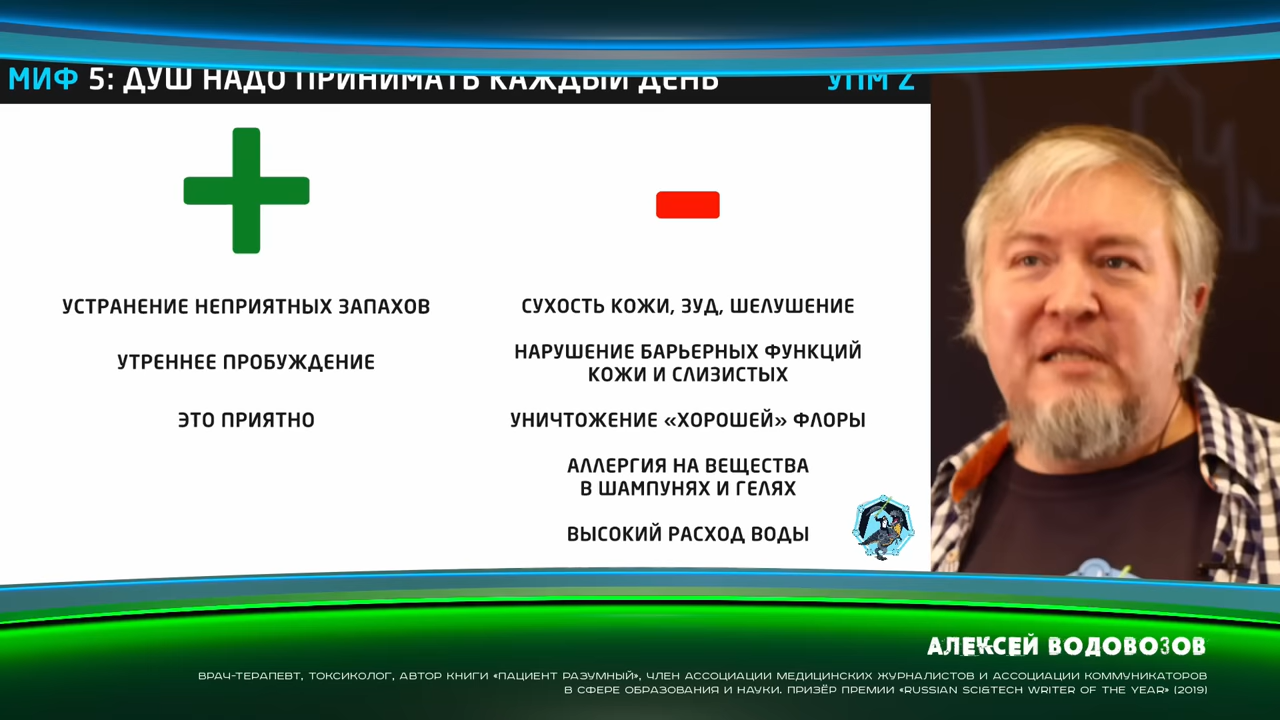 МИФ 5: ДУШ НАДО ПРИНИМАТЬ КАЖДЫЙ ДЕНЬ
УПМ 2
УСТРАНЕНИЕ НЕПРИЯТНЫХ ЗАПАХОВ
УТРЕННЕЕ ПРОБУЖДЕНИЕ
ЭТО ПРИЯТНО
СУХОСТЬ КОЖИ, ЗУД, ШЕЛУШЕНИЕ
НАРУШЕНИЕ БАРЬЕРНЫХ ФУНКЦИЙ
КОЖИ И СЛИЗИСТЫХ
УНИЧТОЖЕНИЕ «ХОРОШЕЙ» ФЛОРЫ
АЛЛЕРГИЯ НА ВЕЩЕСТВА
В ШАМПУНЯХ И ГЕЛЯХ
ВЫСОКИЙ РАСХОД ВОДЫ
АЛЕКСЕЙ ВОДОВОЗОВ
ВРАЧ-ТЕРАПЕВТ, ТОКСИКОЛОГ, АВТОР КНИГИ «ПАЦИЕНТ РАЗУМНЫЙ», ЧЛЕН АССОЦИАЦИИ МЕДИЦИНСКИХ ЖУРНАЛИСТОВ И АССОЦИАЦИИ КОММУНИКАТОРОВ
В СФЕРЕ ОБРАЗОВАНИЯ И НАУКИ. ПРИЗЁР ПРЕМИИ «RUSSIAN SCI&TECH WRITER OF THE YEAR» (2019)